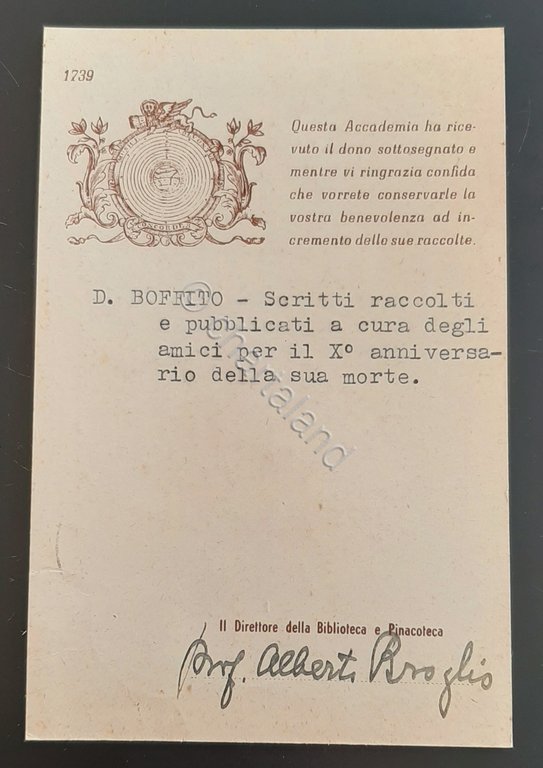 1739
Questa Accademia ha rice-
vuto il dono sottosegnato e
mentre vi ringrazia confida
che vorrete conservarle la
vostra benevolenza ad in-
cremento delle sue raccolte.
D. BOFFITO - Scritti raccolti
e pubblicati a cura degli
amici per il X° anniversa-
rio della sua morte.
© chartaland
Il Direttore della Biblioteca e Pinacoteca
Prof. Alberto Broglio